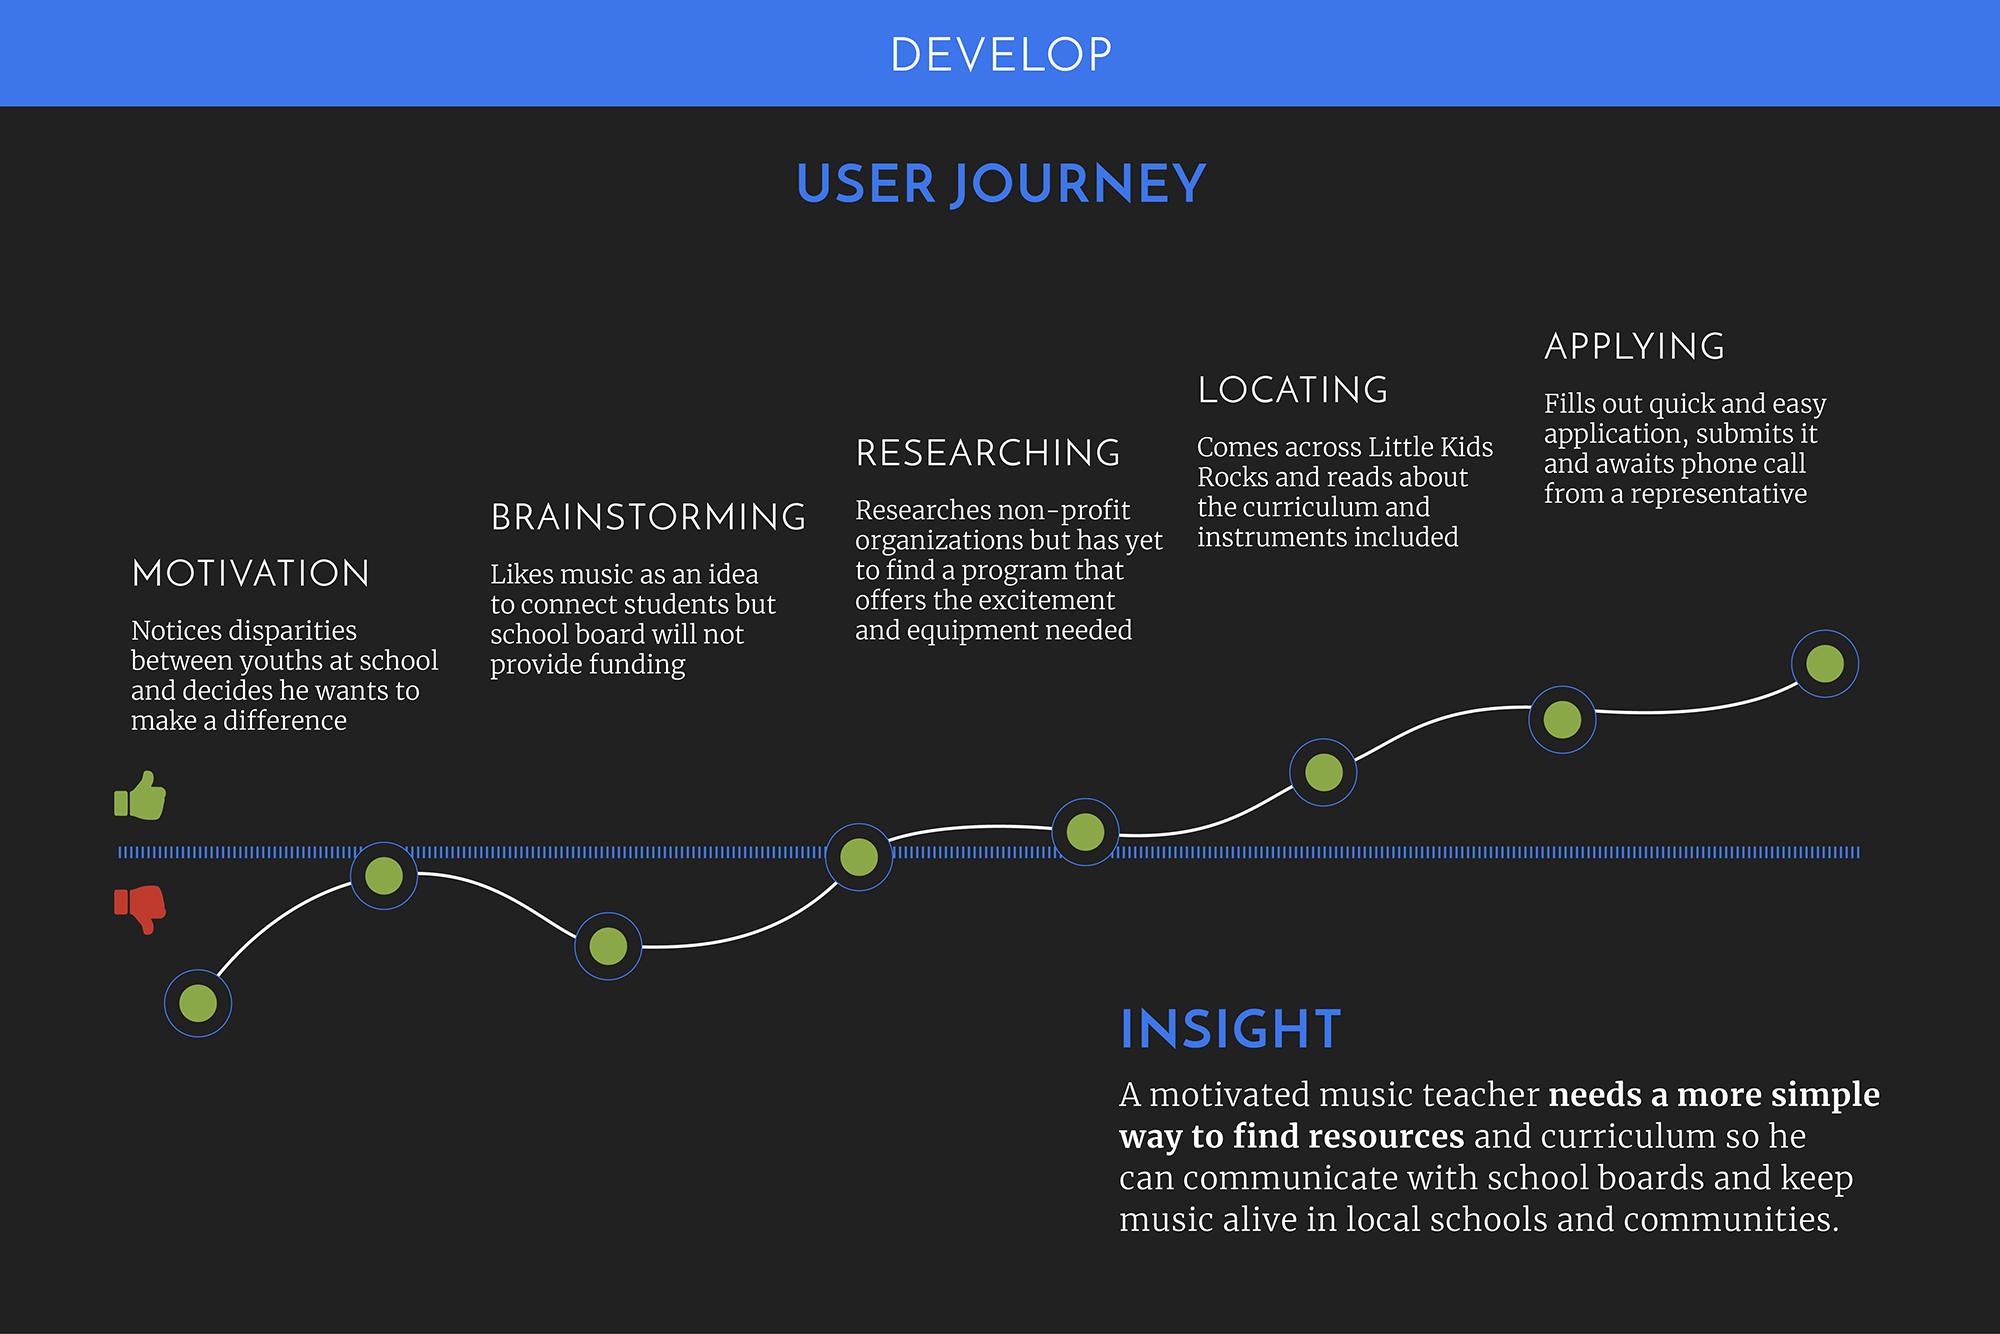 DEVELOP
USER JOURNEY
MOTIVATION
Notices disparities
between youths at school
and decides he wants to
make a difference
BRAINSTORMING
Likes music as an idea
to connect students but
school board will not
provide funding
RESEARCHING
Researches non-profit
organizations but has yet
to find a program that
offers the excitement
and equipment needed
LOCATING
Comes across Little Kids
Rocks and reads about
the curriculum and
instruments included
APPLYING
Fills out quick and easy
application, submits it
and awaits phone call
from a representative
INSIGHT
A motivated music teacher needs a more simple
way to find resources and curriculum so he
can communicate with school boards and keep
music alive in local schools and communities.